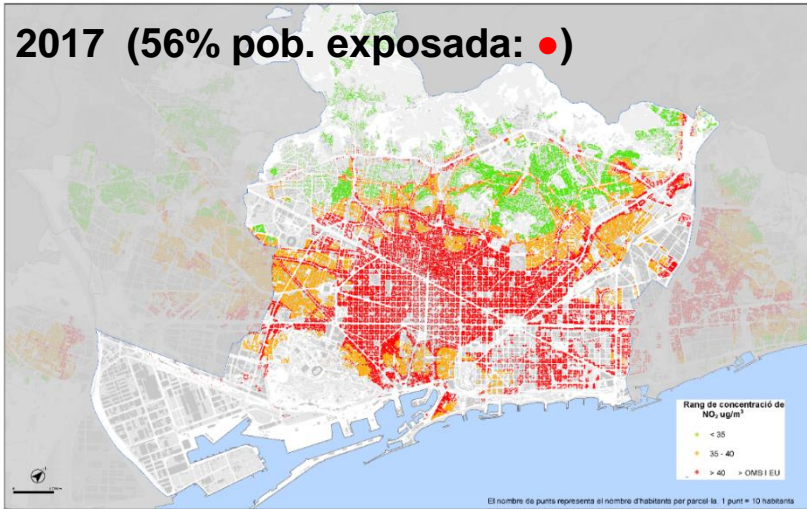 2017 (56% pob. exposada: ●)
Rang de concentració de
NO₂ ug/m³
< 35
35 - 40
> 40 > OMS I EU
El nombre de punts representa el nombre d'habitants per parcel·la. 1 punt = 10 habitants